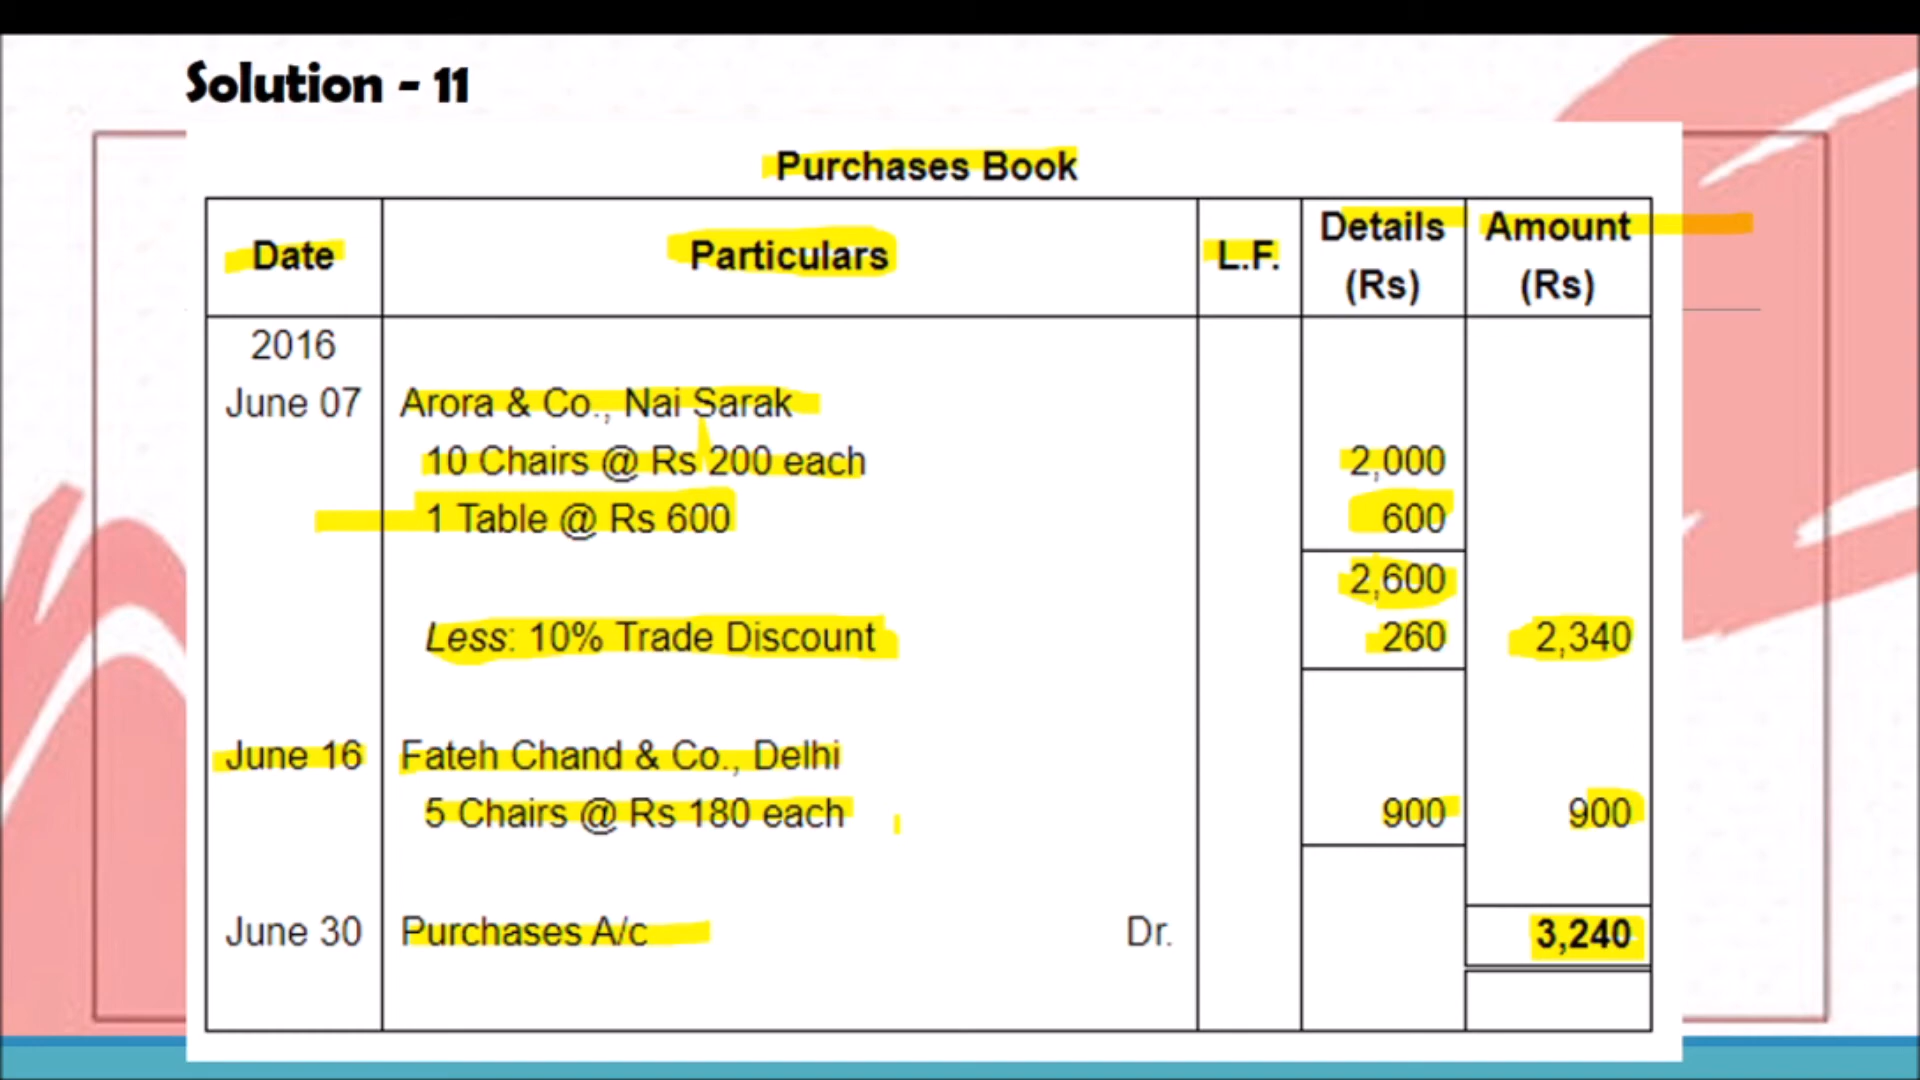 Solution - 11
Purchases Book
Date Particulars L.F. Details (Rs) Amount (Rs)
2016
June 07 Arora & Co., Nai Sarak
10 Chairs @ Rs 200 each 2,000
1 Table @ Rs 600 600
2,600
Less: 10% Trade Discount 260 2,340
June 16 Fateh Chand & Co., Delhi
5 Chairs @ Rs 180 each 900 900
June 30 Purchases A/c Dr. 3,240